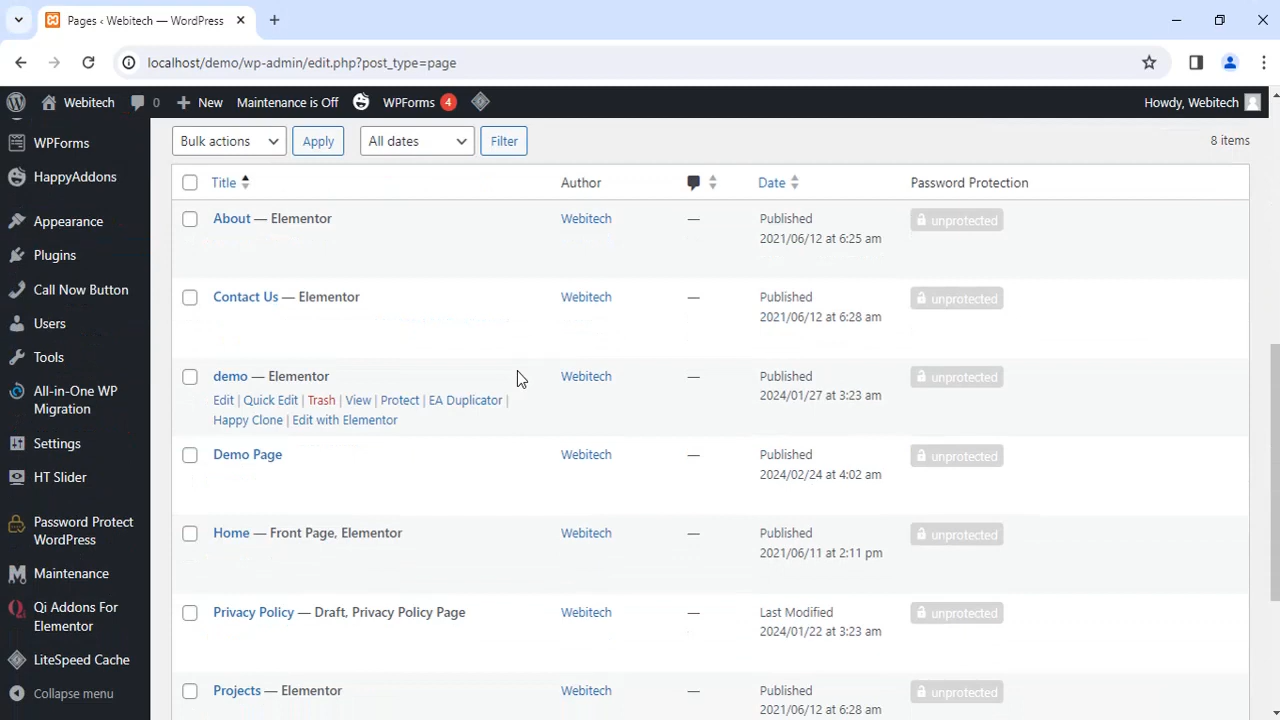 Pages ‹ Webitech — WordPress
localhost/demo/wp-admin/edit.php?post_type=page
Webitech 0 New Maintenance is Off WPForms 4 Howdy, Webitech
WPForms
HappyAddons
Appearance
Plugins
Call Now Button
Users
Tools
All-in-One WP
Migration
Settings
HT Slider
Password Protect
WordPress
Maintenance
Qi Addons For
Elementor
LiteSpeed Cache
Collapse menu
Bulk actions Apply All dates Filter 8 items
Title Author Date Password Protection
About — Elementor Webitech — Published unprotected
2021/06/12 at 6:25 am
Contact Us — Elementor Webitech — Published unprotected
2021/06/12 at 6:28 am
demo — Elementor Webitech — Published unprotected
2024/01/27 at 3:23 am
Edit | Quick Edit | Trash | View | Protect | EA Duplicator |
Happy Clone | Edit with Elementor
Demo Page Webitech — Published unprotected
2024/02/24 at 4:02 am
Home — Front Page, Elementor Webitech — Published unprotected
2021/06/11 at 2:11 pm
Privacy Policy — Draft, Privacy Policy Page Webitech — Last Modified unprotected
2024/01/22 at 3:23 am
Projects — Elementor Webitech — Published unprotected
2021/06/12 at 6:28 am